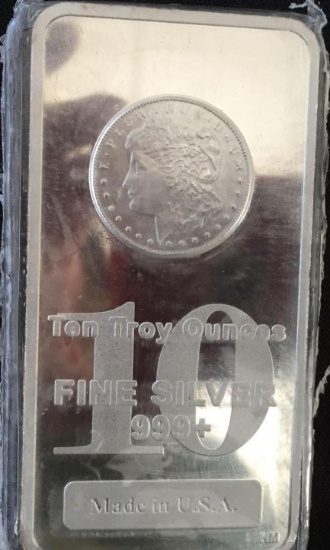 E·PLURIBUS·UNUM
10
Ten Troy Ounces
FINE SILVER
999+
Made in U.S.A.